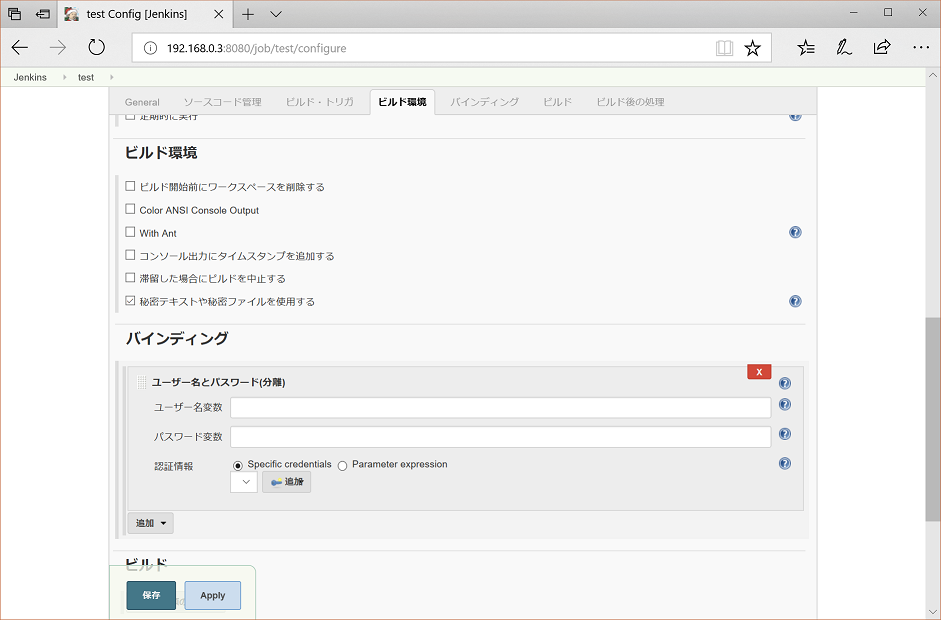 test Config [Jenkins]
192.168.0.3:8080/job/test/configure
Jenkins test
General ソースコード管理 ビルド・トリガ ビルド環境 バインディング ビルド ビルド後の処理
定期的に実行
ビルド環境
ビルド開始前にワークスペースを削除する
Color ANSI Console Output
With Ant
コンソール出力にタイムスタンプを追加する
滞留した場合にビルドを中止する
秘密テキストや秘密ファイルを使用する
バインディング
X
ユーザー名とパスワード(分離)
ユーザー名変数
パスワード変数
認証情報 Specific credentials Parameter expression
追加
追加
ビルド
保存 Apply